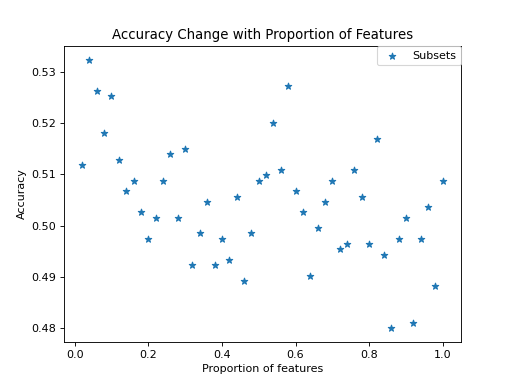 Accuracy Change with Proportion of Features
Subsets
0.53
0.52
0.51
0.50
0.49
0.48
Accuracy
0.0 0.2 0.4 0.6 0.8 1.0
Proportion of features